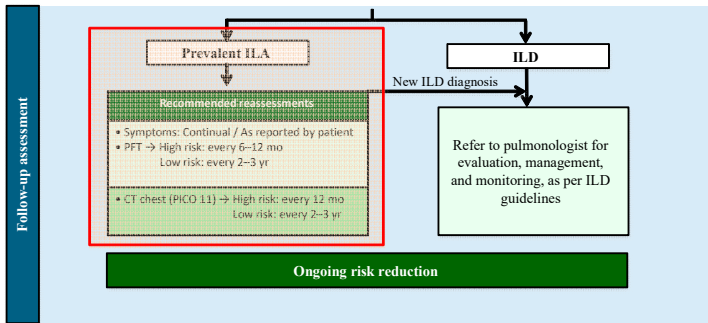 Follow-up assessment
Prevalent ILA
ILD
New ILD diagnosis
Recommended reassessments
• Symptoms: Continual / As reported by patient
• PFT → High risk: every 6–12 mo
Low risk: every 2–3 yr
• CT chest (PICO 11) → High risk: every 12 mo
Low risk: every 2–3 yr
Refer to pulmonologist for
evaluation, management,
and monitoring, as per ILD
guidelines
Ongoing risk reduction